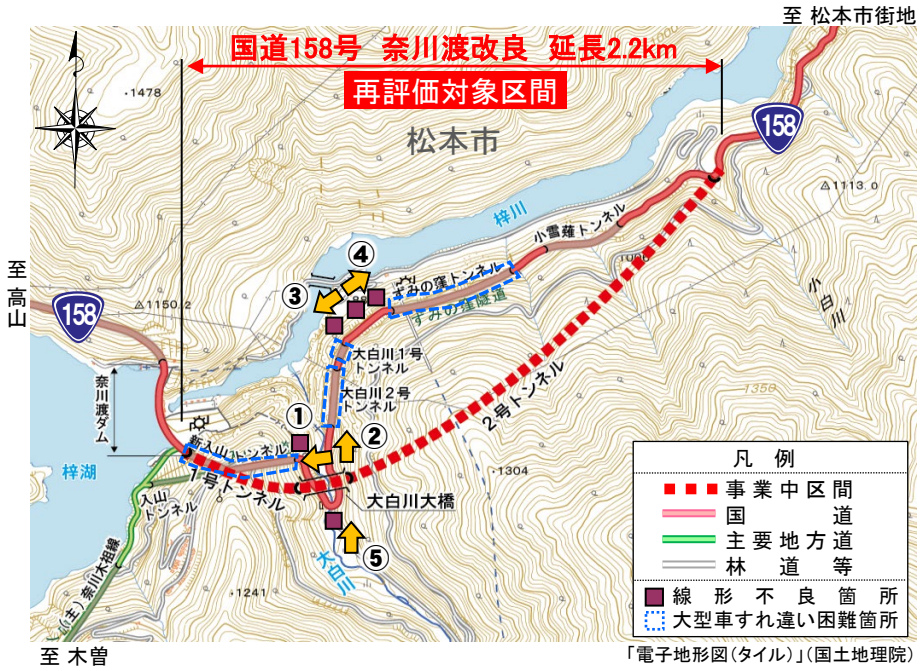 至 松本市街地
国道158号 奈川渡改良 延長2.2km
再評価対象区間
・1478
松本市
158
△1113.0
梓川
小雪薙トンネル
至高山
④
③
ずみの窪トンネル
ずみの窪隧道
小白川
△1150.2
158
大白川1号
トンネル
大白川2号
トンネル
2号トンネル
1350
奈川渡ダム
①
②
新入山トンネル
1号トンネル
・1304
梓湖
入山
トンネル
大白川大橋
(主)奈川木祖線
大白川
⑤
・1241
凡例
事業中区間
国道
主要地方道
林道等
線形不良箇所
大型車すれ違い困難箇所
至 木曽
「電子地形図(タイル)」(国土地理院)